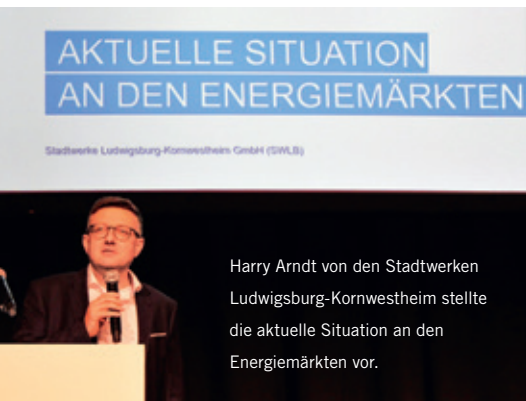 AKTUELLE SITUATION
AN DEN ENERGIEMÄRKTEN
Stadtwerke Ludwigsburg-Kornwestheim GmbH (SWLB)
Harry Arndt von den Stadtwerken
Ludwigsburg-Kornwestheim stellte
die aktuelle Situation an den
Energiemärkten vor.